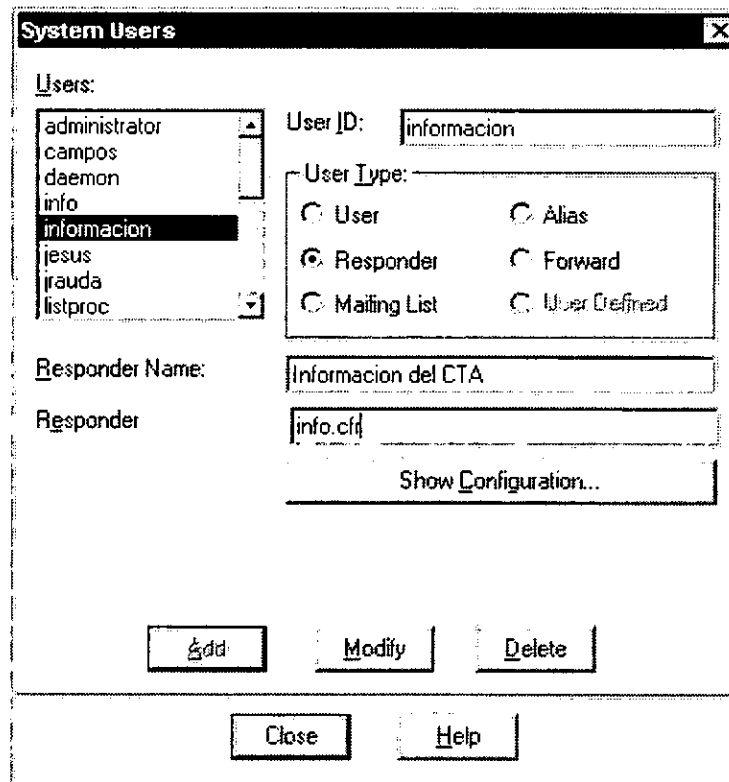 System Users
Users:
administrator
campos
daemon
info
informacion
jesus
jrauda
listproc
User ID:
informacion
User Type:
User
Alias
Responder
Forward
Mailing List
User Defined
Responder Name:
Informacion del CTA
Responder
info.cfr
Show Configuration...
Add
Modify
Delete
Close
Help